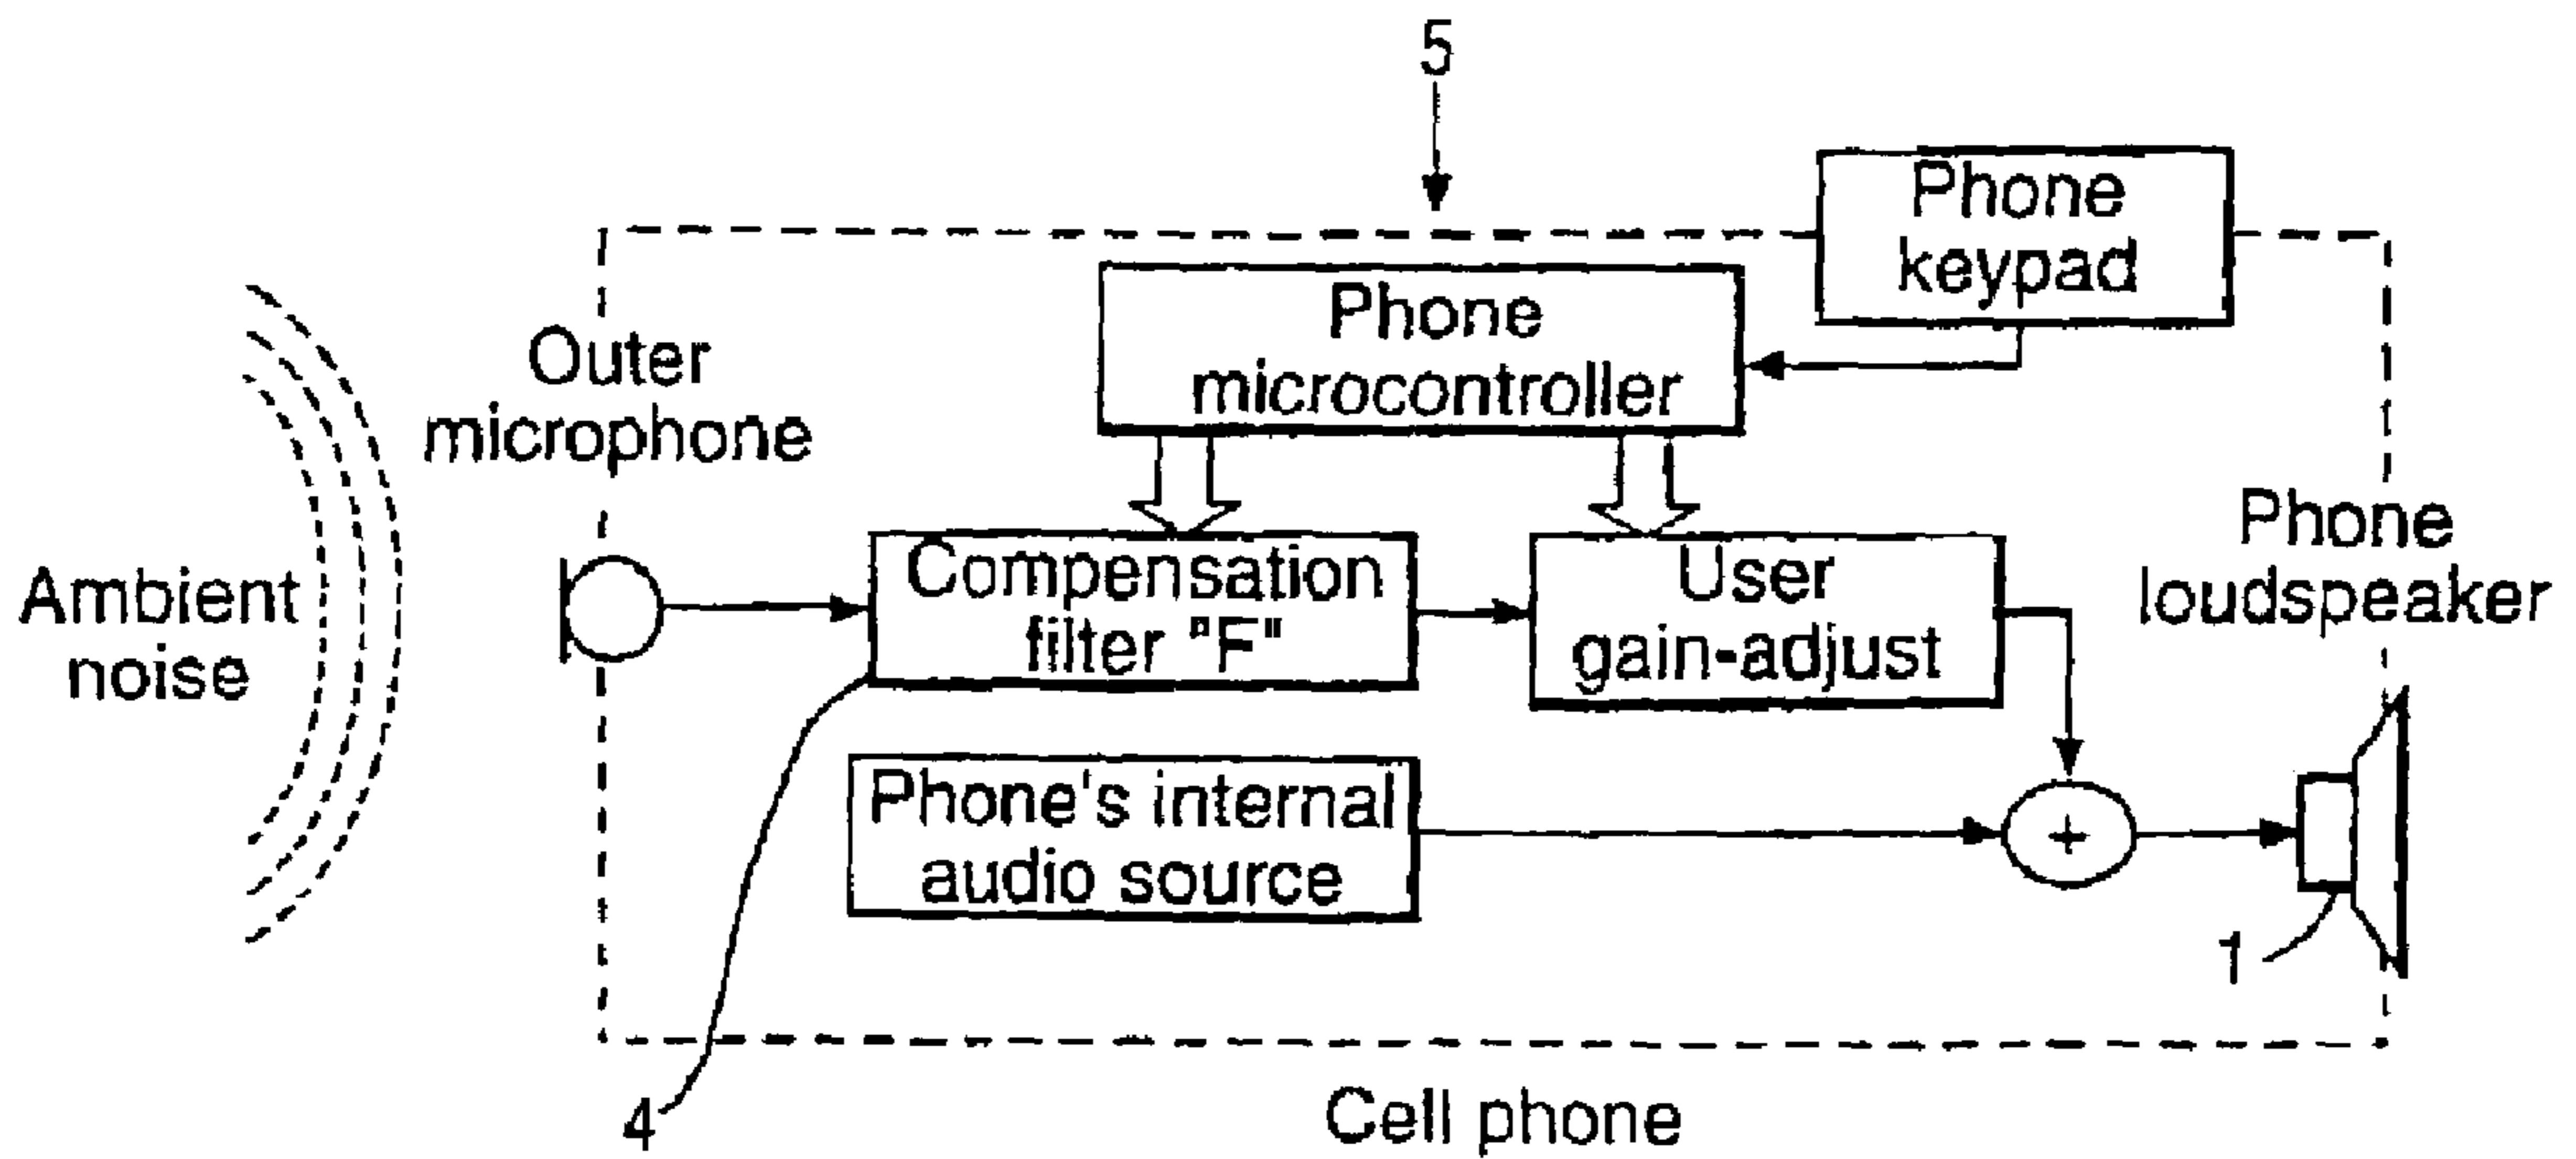 5
Phone
keypad
Phone
microcontroller
Outer
microphone
Ambient
noise
Compensation
filter "F"
User
gain-adjust
Phone
loudspeaker
Phone's internal
audio source
+
1
4
Cell phone